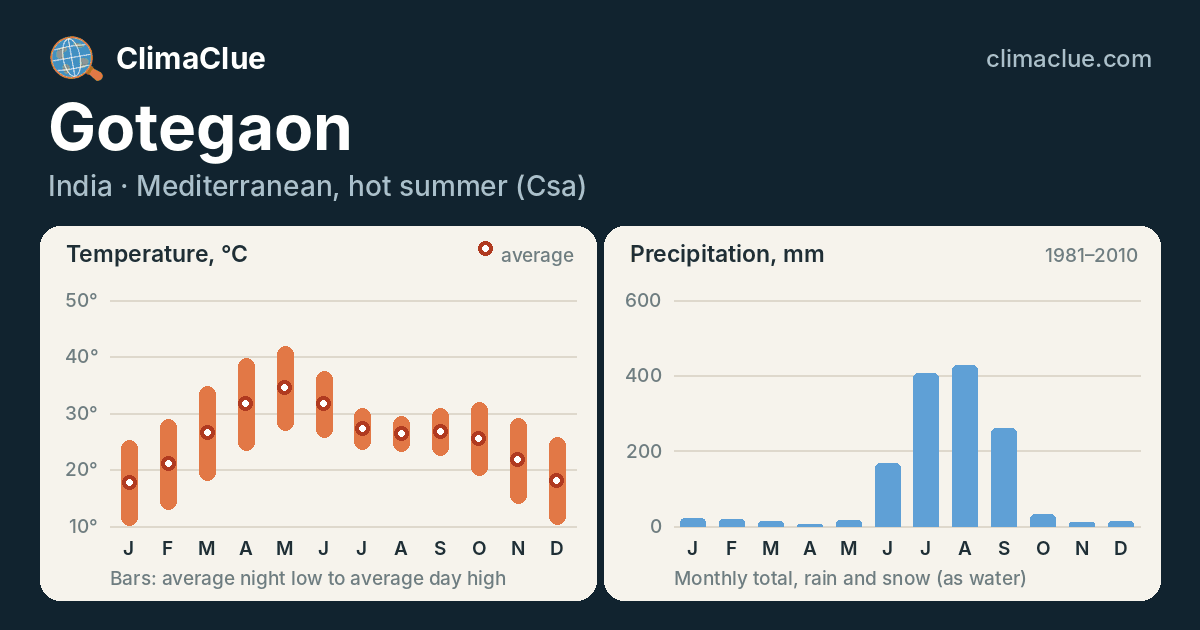 ClimaClue
climaclue.com
Gotegaon
India · Mediterranean, hot summer (Csa)
Temperature, °C
average
50°
40°
30°
20°
10°
J F M A M J J A S O N D
Bars: average night low to average day high
Precipitation, mm
1981–2010
600
400
200
0
J F M A M J J A S O N D
Monthly total, rain and snow (as water)